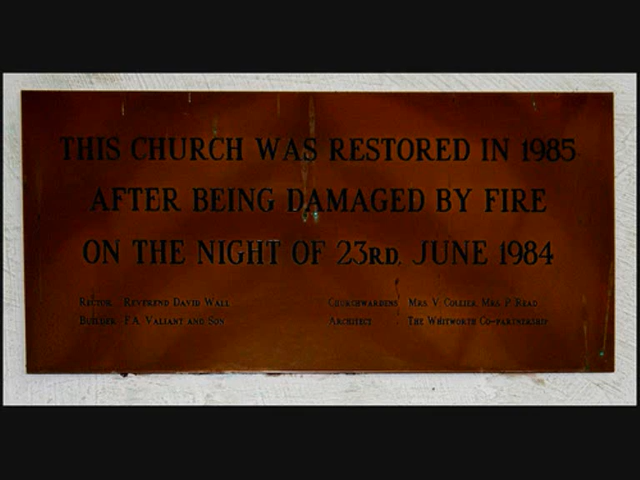 THIS CHURCH WAS RESTORED IN 1985
AFTER BEING DAMAGED BY FIRE
ON THE NIGHT OF 23RD. JUNE 1984
RECTOR REVEREND DAVID WALL CHURCHWARDENS MRS. V. COLLIER, MRS. P. READ
BUILDER F.A. VALIANT AND SON ARCHITECT THE WHITWORTH CO-PARTNERSHIP